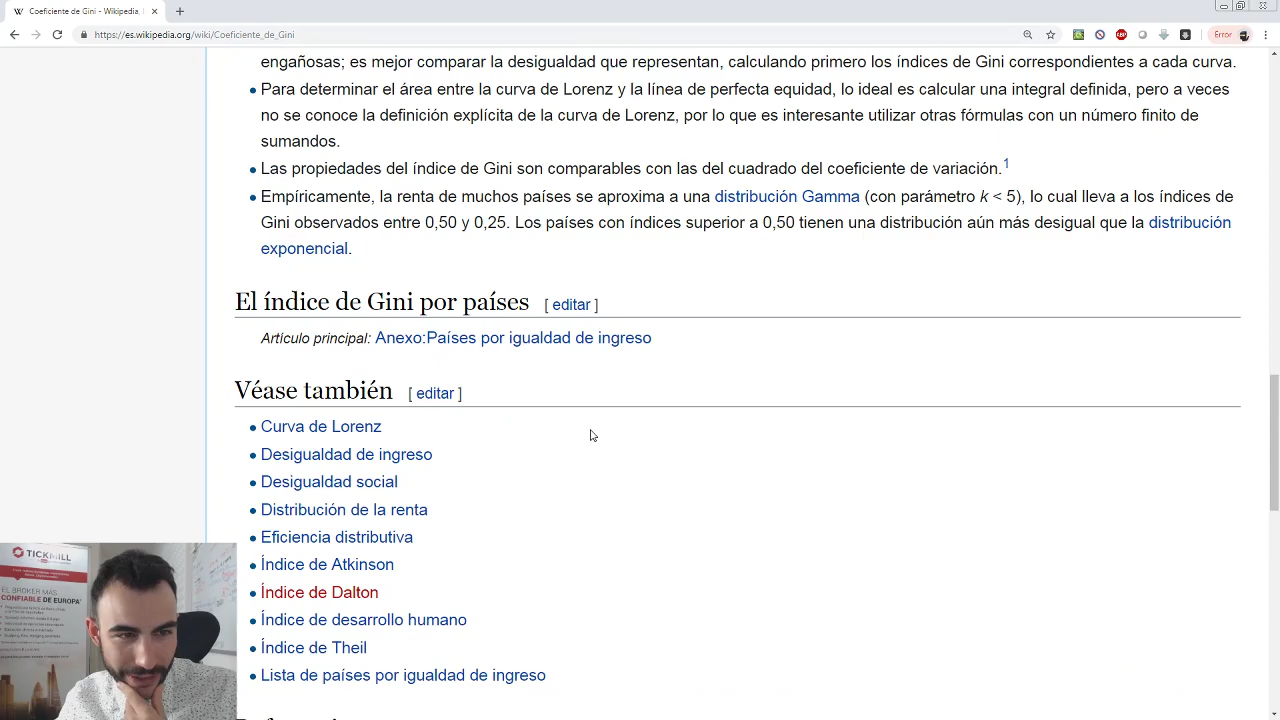 Coeficiente de Gini - Wikipedia,
https://es.wikipedia.org/wiki/Coeficiente_de_Gini
ABP
Error
engañosas; es mejor comparar la desigualdad que representan, calculando primero los índices de Gini correspondientes a cada curva.
Para determinar el área entre la curva de Lorenz y la línea de perfecta equidad, lo ideal es calcular una integral definida, pero a veces
no se conoce la definición explícita de la curva de Lorenz, por lo que es interesante utilizar otras fórmulas con un número finito de
sumandos.
Las propiedades del índice de Gini son comparables con las del cuadrado del coeficiente de variación.1
Empíricamente, la renta de muchos países se aproxima a una distribución Gamma (con parámetro k < 5), lo cual lleva a los índices de
Gini observados entre 0,50 y 0,25. Los países con índices superior a 0,50 tienen una distribución aún más desigual que la distribución
exponencial.
El índice de Gini por países [ editar ]
Artículo principal: Anexo:Países por igualdad de ingreso
Véase también [ editar ]
Curva de Lorenz
Desigualdad de ingreso
Desigualdad social
Distribución de la renta
Eficiencia distributiva
Índice de Atkinson
Índice de Dalton
Índice de desarrollo humano
Índice de Theil
Lista de países por igualdad de ingreso
TICKMILL
EL BROKER MÁS
CONFIABLE DE EUROPA